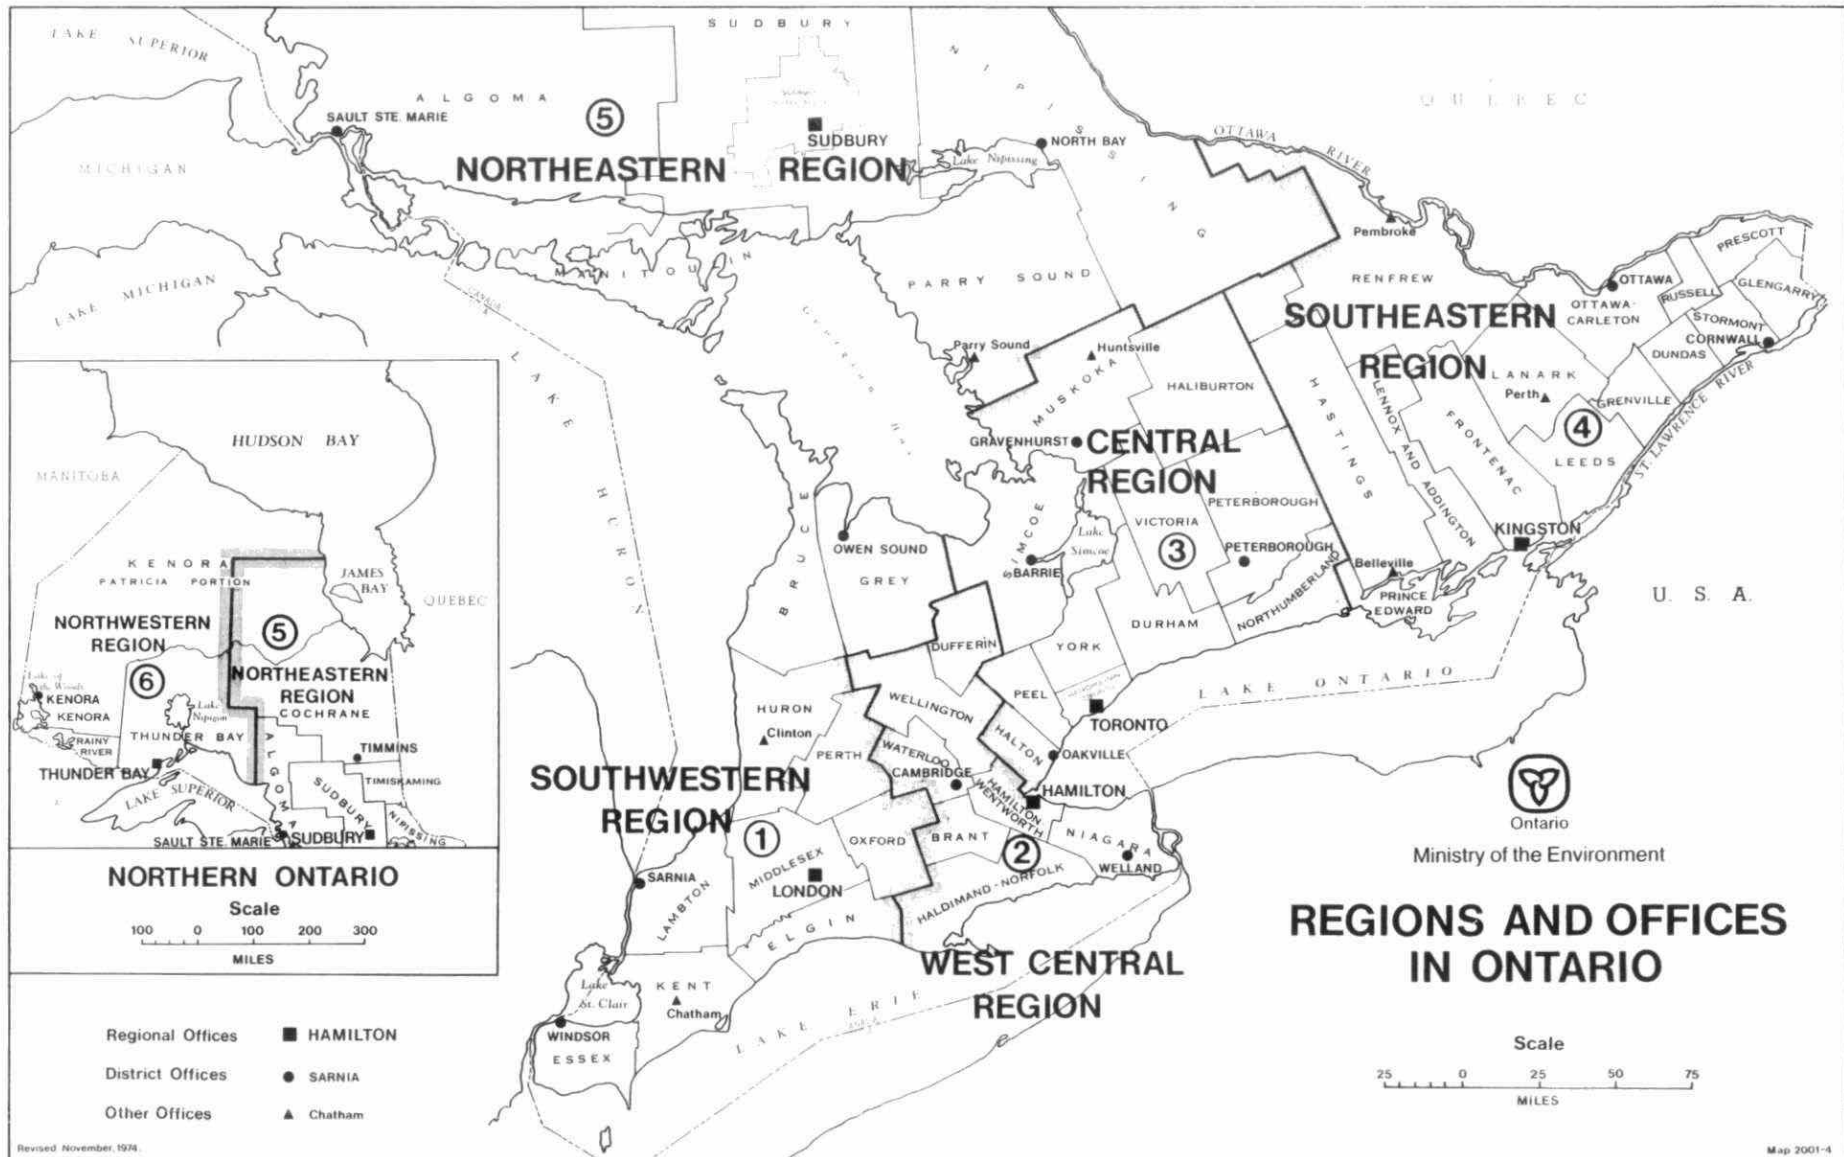 LAKE SUPERIOR
SUDBURY
NIPISSING
ALGOMA
QUEBEC
SAULT STE. MARIE
5
SUDBURY
OTTAWA RIVER
NORTH BAY
MICHIGAN
NORTHEASTERN REGION
Lake Nipissing
Pembroke
PRESCOTT
MANITOULIN
PARRY SOUND
RENFREW
OTTAWA
LAKE MICHIGAN
CANADA
RUSSELL
GLENGARRY
OTTAWA-
CARLETON
SOUTHEASTERN
REGION
STORMONT
CORNWALL
DUNDAS
Georgian Bay
Parry Sound
Huntsville
LAKE HURON
MUSKOKA
HALIBURTON
HASTINGS
LENNOX AND ADDINGTON
FRONTENAC
LANARK
Perth
GRENVILLE
4
LEEDS
ST. LAWRENCE RIVER
GRAVENHURST
CENTRAL
REGION
HUDSON BAY
MANITOBA
BRUCE
SIMCOE
Lake
Simcoe
VICTORIA
3
PETERBOROUGH
PETERBOROUGH
KINGSTON
OWEN SOUND
GREY
BARRIE
Belleville
PRINCE
EDWARD
U. S. A.
KENORA
PATRICIA PORTION
JAMES
BAY
QUEBEC
NORTHWESTERN
REGION
5
6
NORTHEASTERN
REGION
COCHRANE
Lake of
the Woods
KENORA
KENORA
Lake
Nipigon
RAINY
RIVER
THUNDER BAY
THUNDER BAY
ALGOMA
TIMMINS
TIMISKAMING
LAKE SUPERIOR
SUDBURY
NIPISSING
SAULT STE. MARIE
SUDBURY
NORTHUMBERLAND
DURHAM
DUFFERIN
YORK
PEEL
LAKE ONTARIO
WELLINGTON
TORONTO
HURON
Clinton
PERTH
HALTON
OAKVILLE
WATERLOO
CAMBRIDGE
SOUTHWESTERN
REGION
HAMILTON
HAMILTON
WENTWORTH
1
OXFORD
BRANT
2
NIAGARA
WELLAND
MIDDLESEX
LONDON
SARNIA
LAMBTON
ELGIN
HALDIMAND-NORFOLK
WEST CENTRAL
REGION
Lake
St. Clair
KENT
Chatham
LAKE ERIE
WINDSOR
ESSEX
NORTHERN ONTARIO
Scale
100 0 100 200 300
MILES
Regional Offices HAMILTON
District Offices SARNIA
Other Offices Chatham
Ontario
Ministry of the Environment
REGIONS AND OFFICES
IN ONTARIO
Scale
25 0 25 50 75
MILES
Revised November, 1974.
Map 2001-4